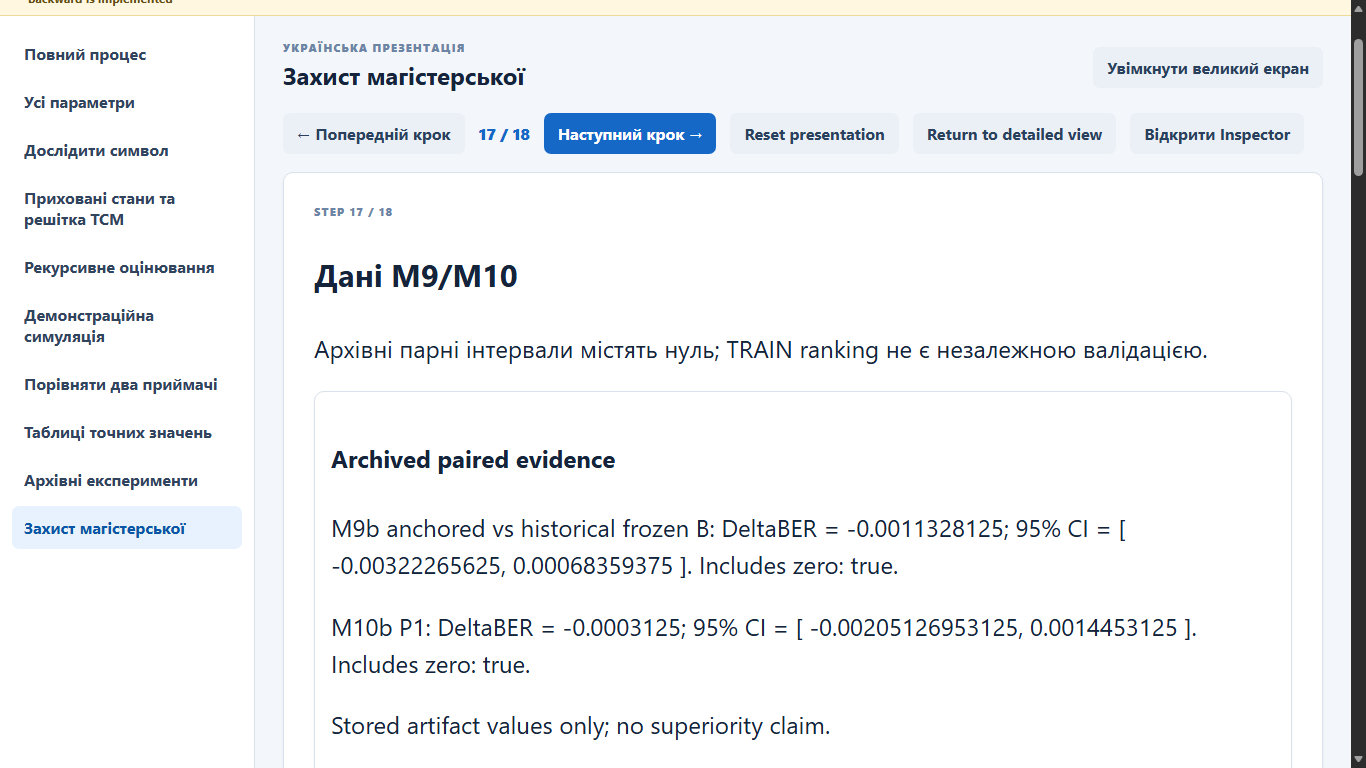 Backward is implemented
Повний процес
Усі параметри
Дослідити символ
Приховані стани та
решітка TCM
Рекурсивне оцінювання
Демонстраційна
симуляція
Порівняти два приймачі
Таблиці точних значень
Архівні експерименти
Захист магістерської
УКРАЇНСЬКА ПРЕЗЕНТАЦІЯ
Захист магістерської
Увімкнути великий екран
← Попередній крок
17 / 18
Наступний крок →
Reset presentation
Return to detailed view
Відкрити Inspector
STEP 17 / 18
Дані M9/M10
Архівні парні інтервали містять нуль; TRAIN ranking не є незалежною валідацією.
Archived paired evidence
M9b anchored vs historical frozen B: DeltaBER = -0.0011328125; 95% CI = [
-0.00322265625, 0.00068359375 ]. Includes zero: true.
M10b P1: DeltaBER = -0.0003125; 95% CI = [ -0.00205126953125, 0.0014453125 ].
Includes zero: true.
Stored artifact values only; no superiority claim.